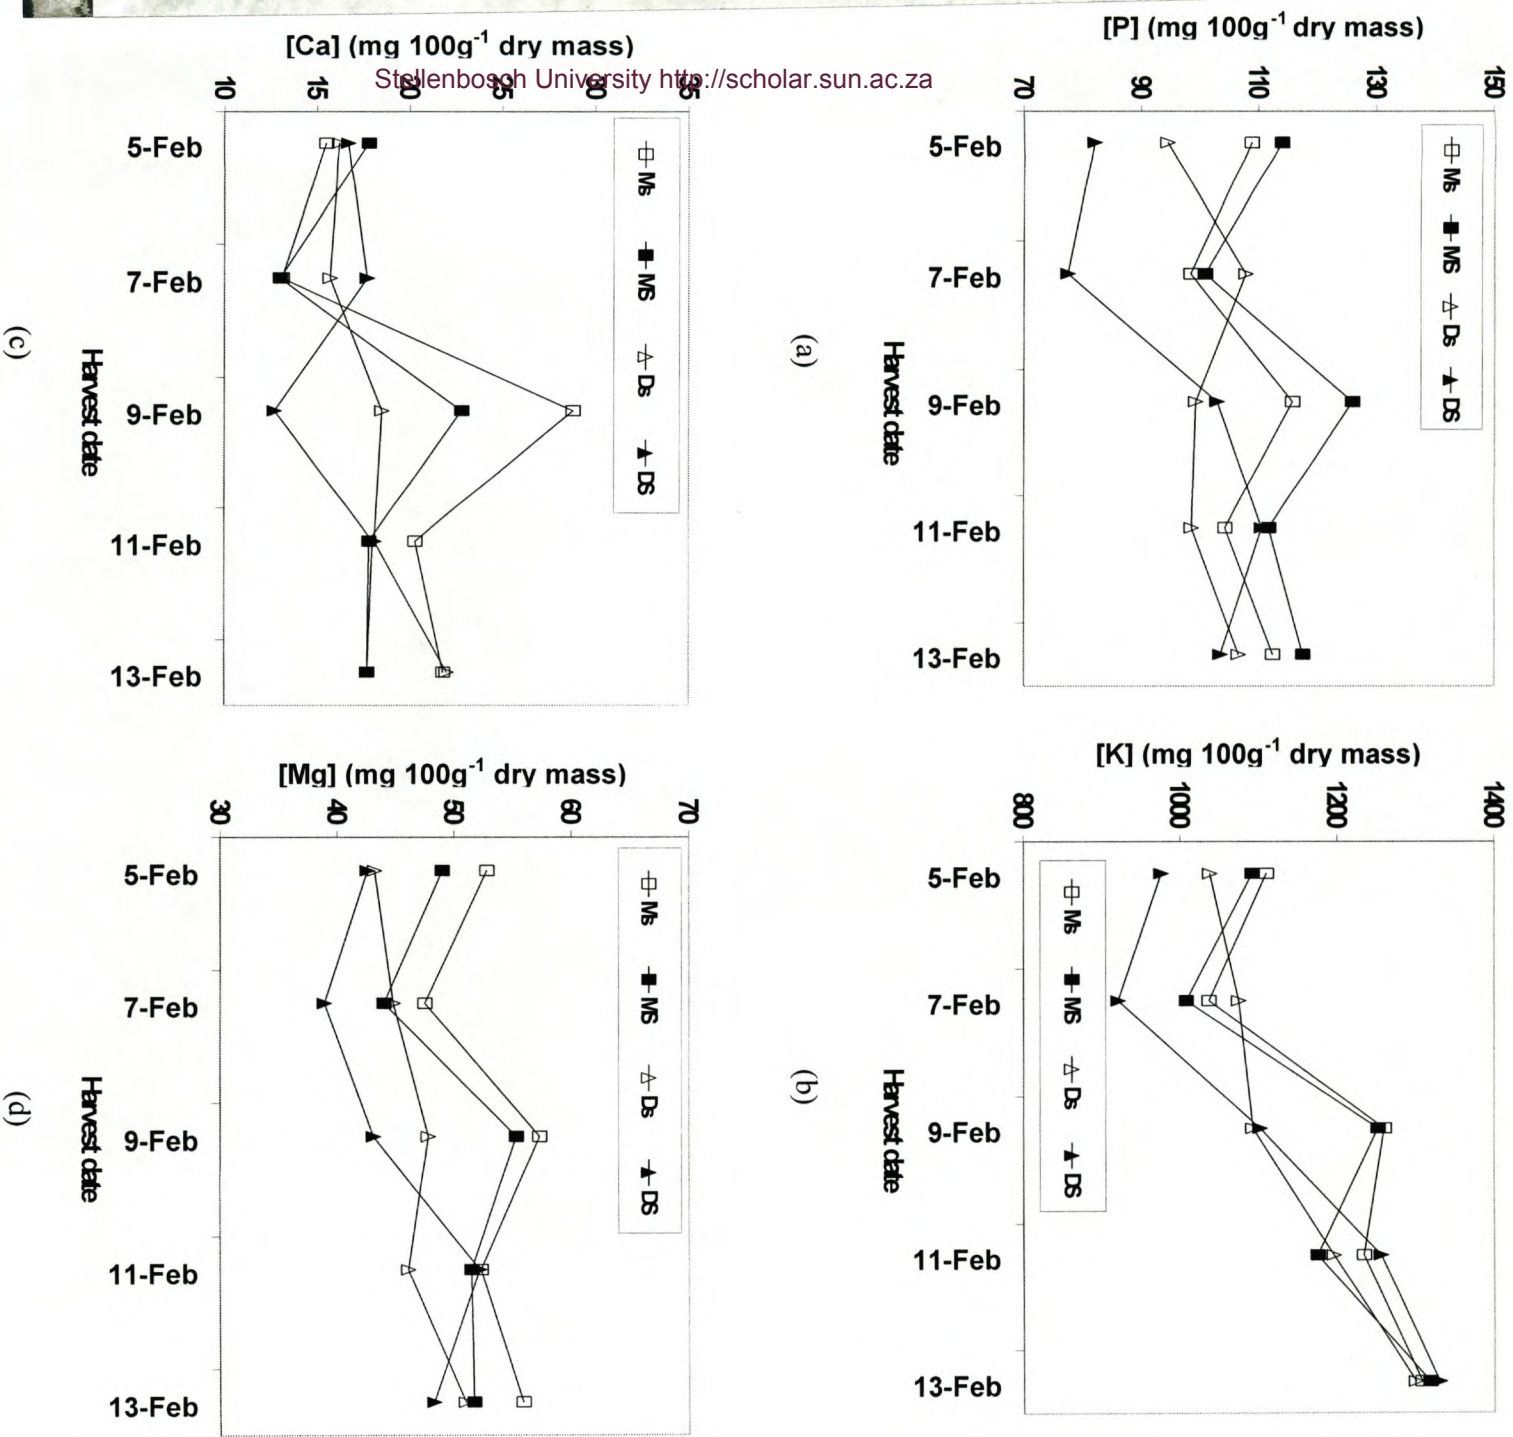 Stellenbosch University http://scholar.sun.ac.za
[Ca] (mg 100g⁻¹ dry mass)
10 15 20 25 30 35
5-Feb
7-Feb
9-Feb
11-Feb
13-Feb
Harvest date
Ms MS Ds DS
(c)
[P] (mg 100g⁻¹ dry mass)
70 90 110 130 150
5-Feb
7-Feb
9-Feb
11-Feb
13-Feb
Harvest date
Ms MS Ds DS
(a)
[Mg] (mg 100g⁻¹ dry mass)
30 40 50 60 70
5-Feb
7-Feb
9-Feb
11-Feb
13-Feb
Harvest date
Ms MS Ds DS
(d)
[K] (mg 100g⁻¹ dry mass)
800 1000 1200 1400
5-Feb
7-Feb
9-Feb
11-Feb
13-Feb
Harvest date
Ms MS Ds DS
(b)